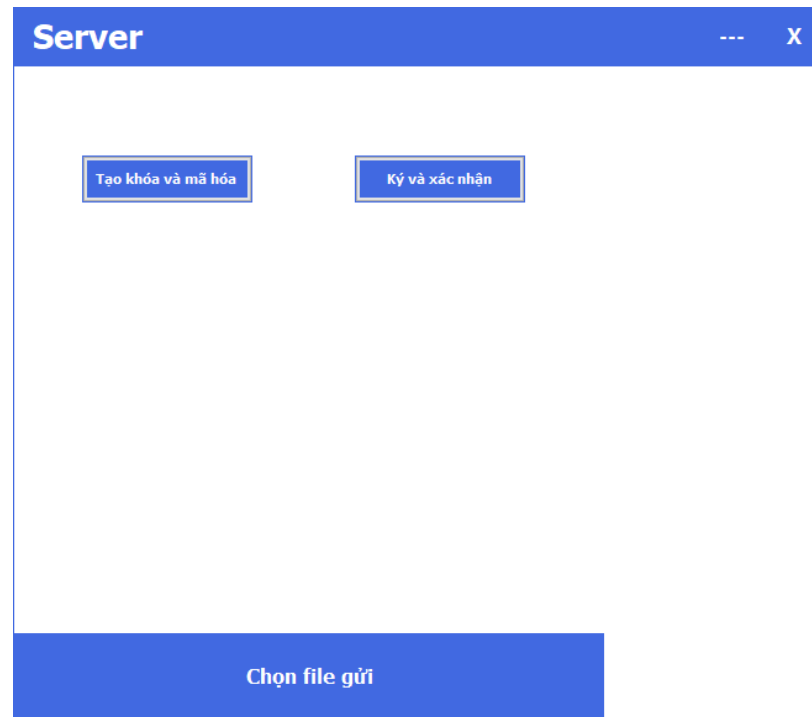 Server --- X
Tạo khóa và mã hóa Ký và xác nhận
Chọn file gửi